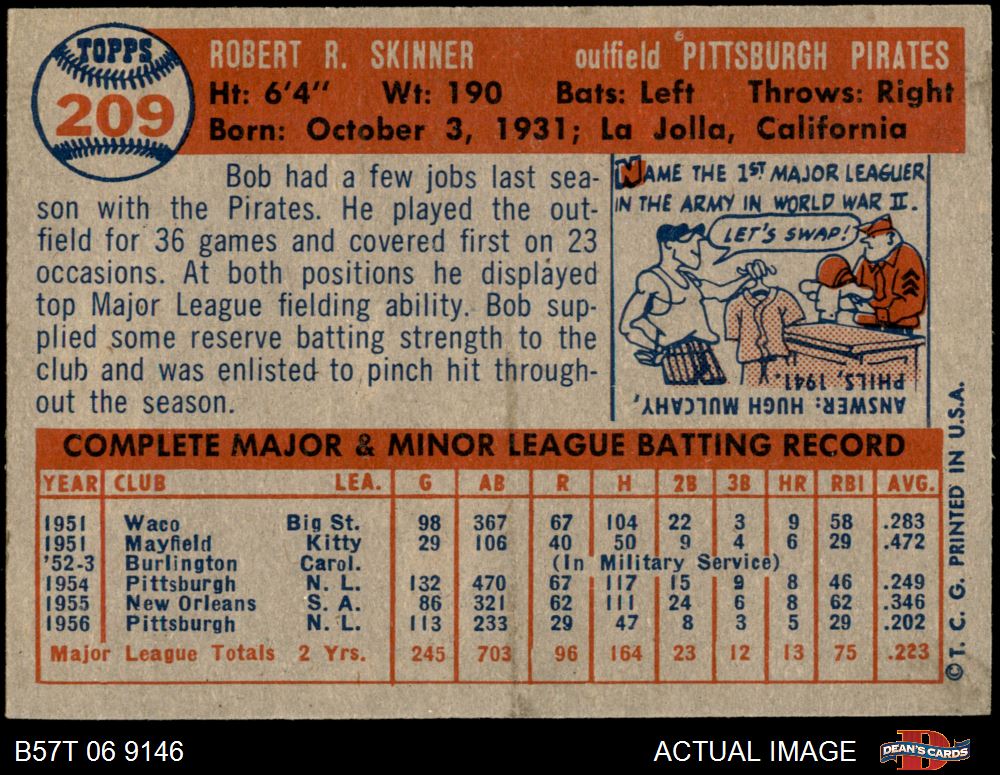 TOPPS
209
ROBERT R. SKINNER outfield PITTSBURGH PIRATES
Ht: 6'4" Wt: 190 Bats: Left Throws: Right
Born: October 3, 1931; La Jolla, California
Bob had a few jobs last sea-
son with the Pirates. He played the out-
field for 36 games and covered first on 23
occasions. At both positions he displayed
top Major League fielding ability. Bob sup-
plied some reserve batting strength to the
club and was enlisted to pinch hit through-
out the season.
NAME THE 1ST MAJOR LEAGUER
IN THE ARMY IN WORLD WAR II.
LET'S SWAP!
ANSWER: HUGH MULCAHY,
PHILS, 1941.
COMPLETE MAJOR & MINOR LEAGUE BATTING RECORD
YEAR CLUB LEA. G AB R H 2B 3B HR RBI AVG.
1951 Waco Big St. 98 367 67 104 22 3 9 58 .283
1951 Mayfield Kitty 29 106 40 50 9 4 6 29 .472
'52-3 Burlington Carol. (In Military Service)
1954 Pittsburgh N. L. 132 470 67 117 15 9 8 46 .249
1955 New Orleans S. A. 86 321 62 111 24 6 8 62 .346
1956 Pittsburgh N. L. 113 233 29 47 8 3 5 29 .202
Major League Totals 2 Yrs. 245 703 96 164 23 12 13 75 .223
© T. C. G. PRINTED IN U.S.A.
B57T 06 9146 ACTUAL IMAGE
D
DEAN'S CARDS